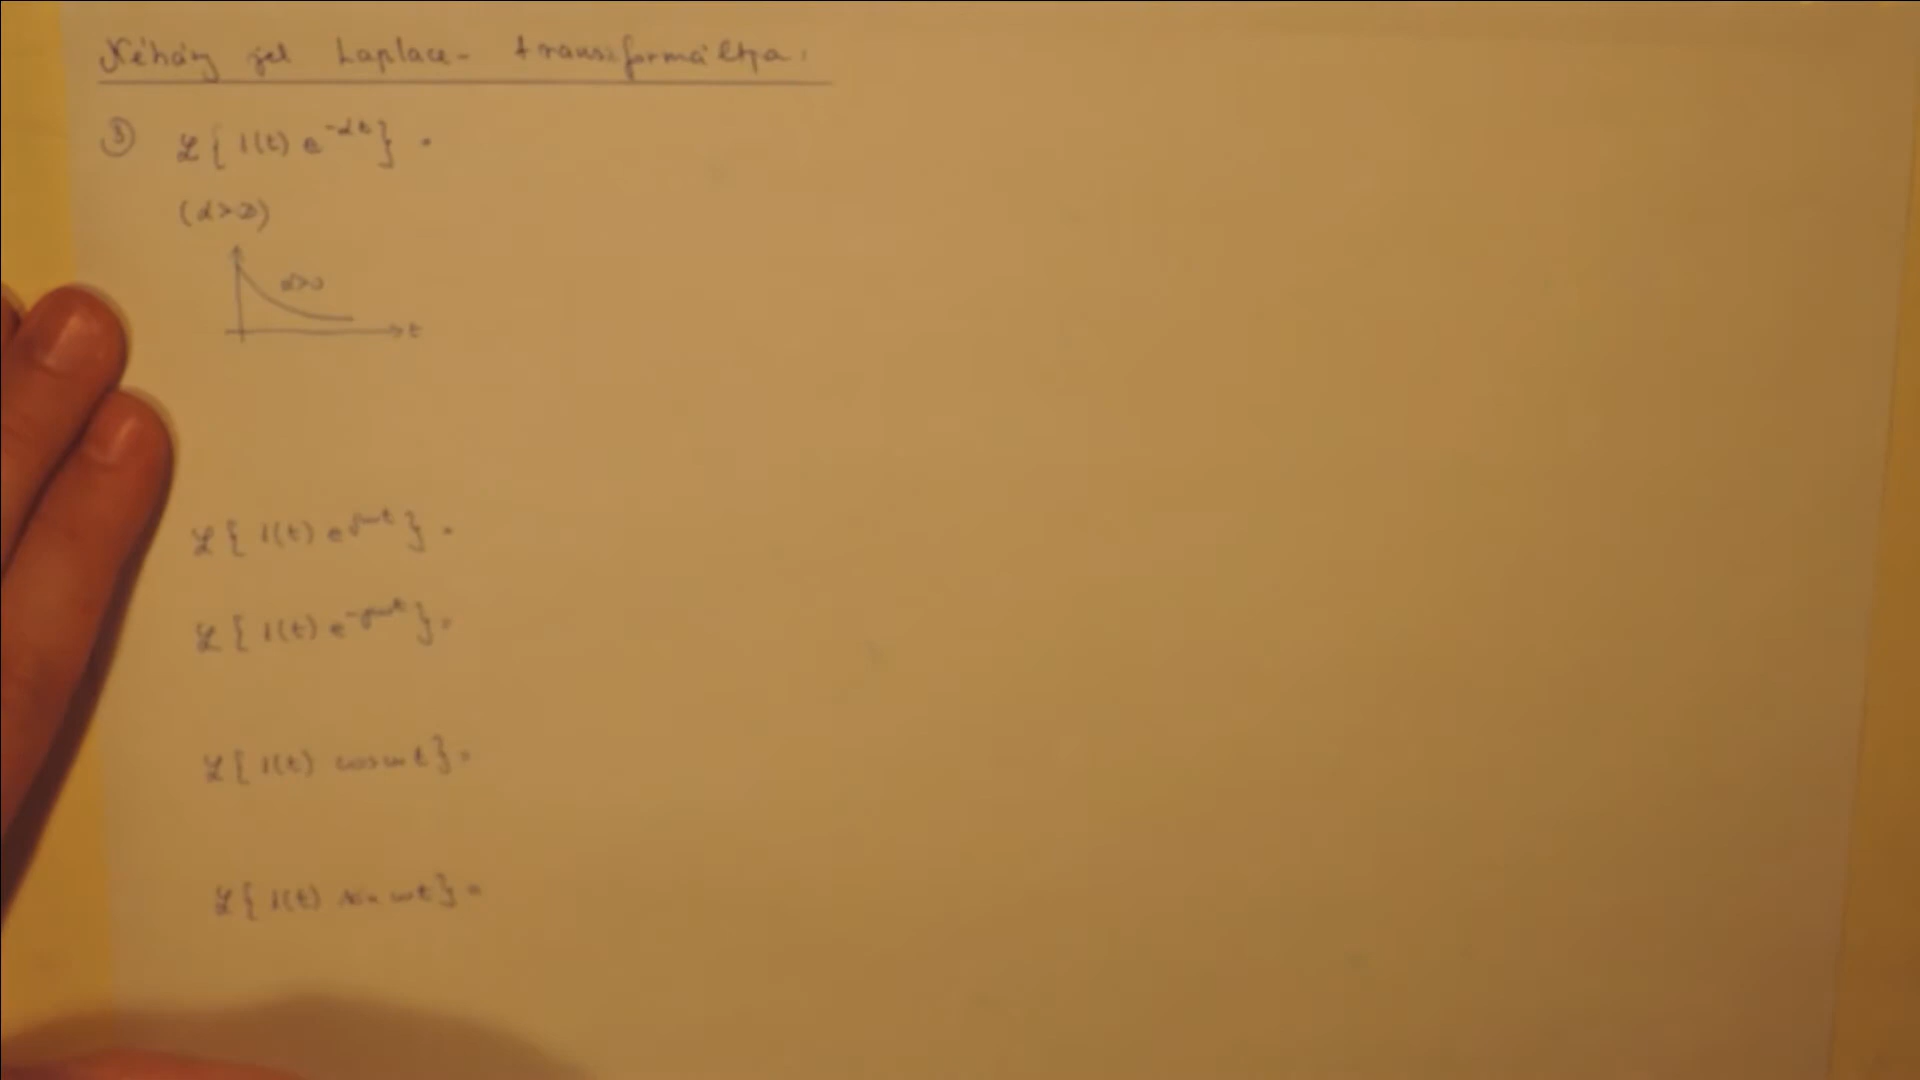 Néhány jel Laplace-transzformáltja:
③ ℒ{1(t) e^{-αt}} =
(α>0)
α>0
t
ℒ{1(t) e^{jωt}} =
ℒ{1(t) e^{-jωt}} =
ℒ{1(t) cos ωt} =
ℒ{1(t) sin ωt} =